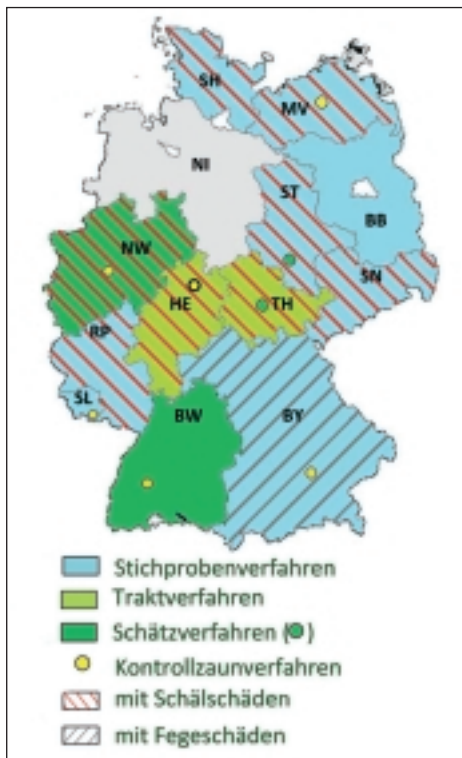 SH
MV
NI
ST
BB
NW
SN
HE
TH
RP
SL
BW
BY
Stichprobenverfahren
Traktverfahren
Schätzverfahren (●)
Kontrollzaunverfahren
mit Schälschäden
mit Fegeschäden